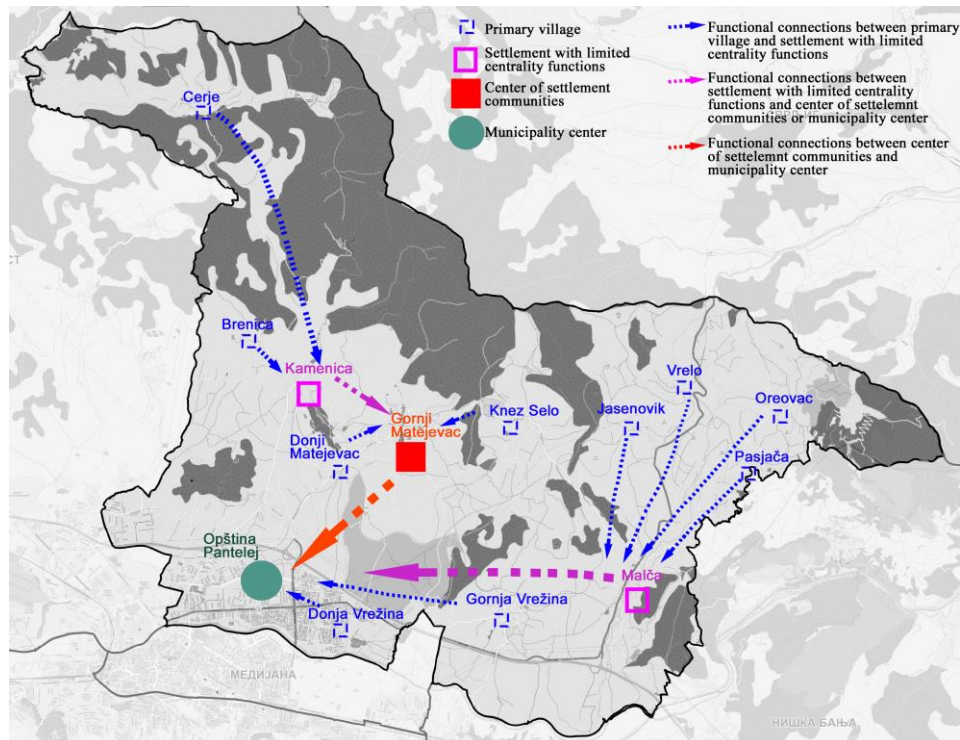 Primary village
Settlement with limited
centrality functions
Center of settlement
communities
Municipality center
Functional connections between primary
village and settlement with limited
centrality functions
Functional connections between
settlement with limited centrality
functions and center of settelemnt
communities or municipality center
Functional connections between center
of settelemnt communities and
municipality center
Cerje
Brenica
Kamenica
Gornji
Matejevac
Donji
Matejevac
Knez Selo
Jasenovik
Vrelo
Oreovac
Pasjača
Opština
Pantelej
Malča
Gornja Vrežina
Donja Vrežina
МЕДИЈАНА
НИШКА БАЊА